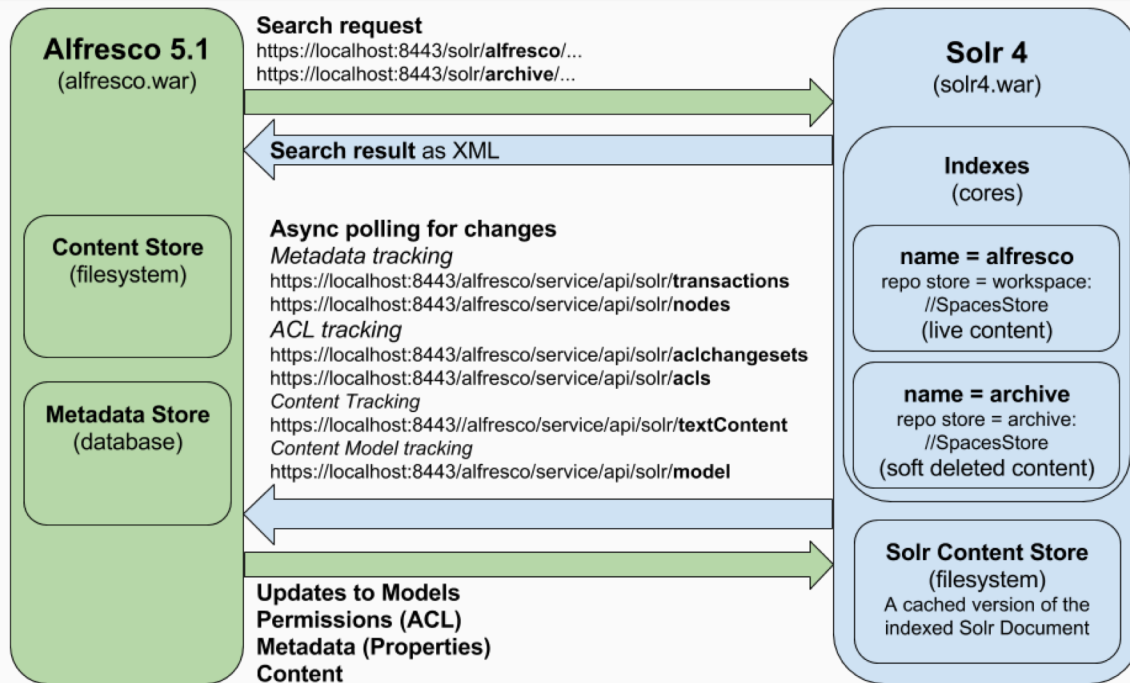 Alfresco 5.1
(alfresco.war)
Content Store
(filesystem)
Metadata Store
(database)
Search request
https://localhost:8443/solr/alfresco/...
https://localhost:8443/solr/archive/...
Search result as XML
Async polling for changes
Metadata tracking
https://localhost:8443/alfresco/service/api/solr/transactions
https://localhost:8443/alfresco/service/api/solr/nodes
ACL tracking
https://localhost:8443/alfresco/service/api/solr/aclchangesets
https://localhost:8443/alfresco/service/api/solr/acls
Content Tracking
https://localhost:8443//alfresco/service/api/solr/textContent
Content Model tracking
https://localhost:8443/alfresco/service/api/solr/model
Updates to Models
Permissions (ACL)
Metadata (Properties)
Content
Solr 4
(solr4.war)
Indexes
(cores)
name = alfresco
repo store = workspace:
//SpacesStore
(live content)
name = archive
repo store = archive:
//SpacesStore
(soft deleted content)
Solr Content Store
(filesystem)
A cached version of the
indexed Solr Document